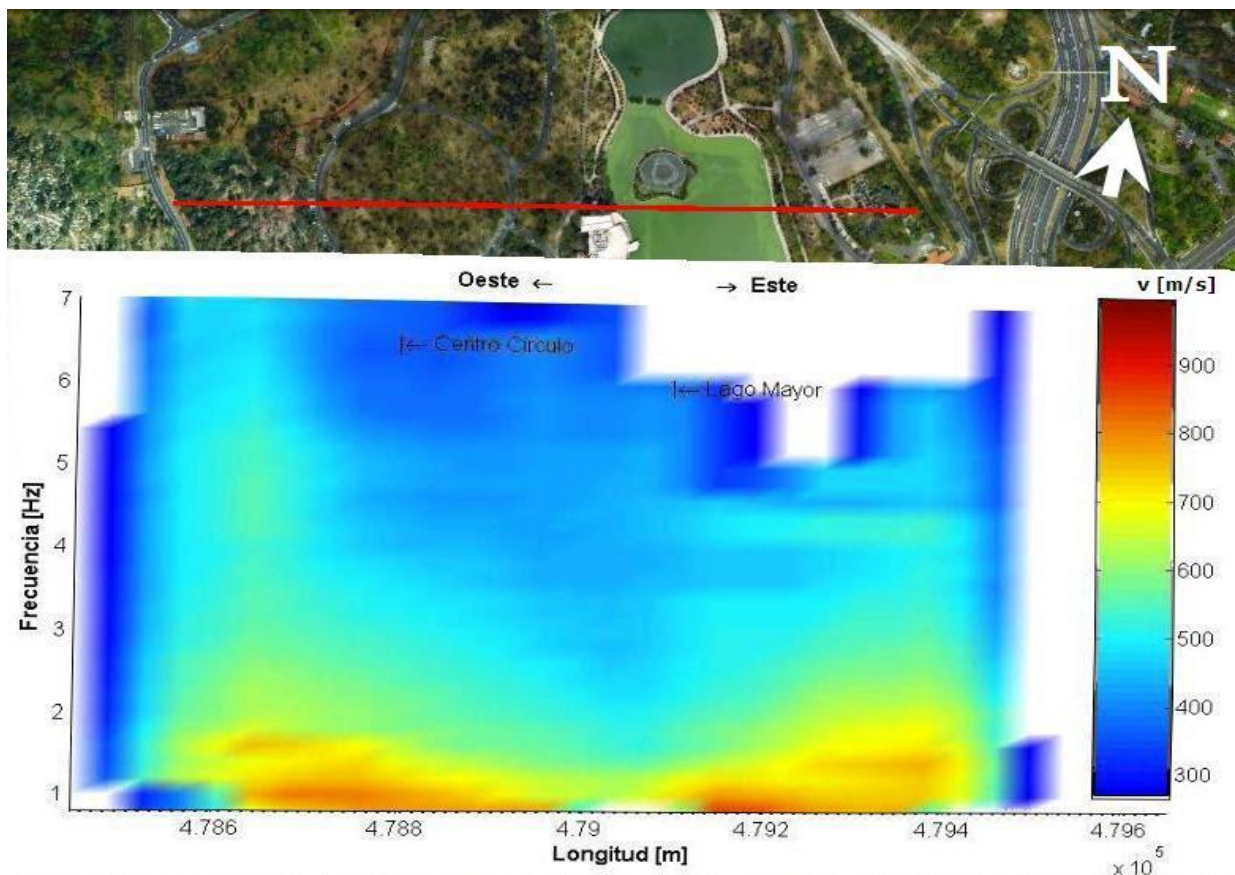 N
Oeste ← → Este
v [m/s]
7
|← Centro Circulo
6
|← Lago Mayor
5
4
3
2
1
Frecuencia [Hz]
900
800
700
600
500
400
300
4.786 4.788 4.79 4.792 4.794 4.796
Longitud [m]
x 10 5